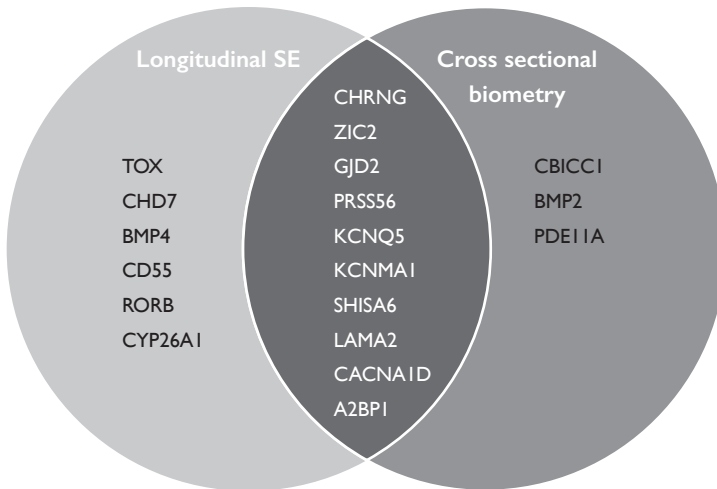 Longitudinal SE
Cross sectional
biometry
TOX
CHD7
BMP4
CD55
RORB
CYP26A1
CHRNG
ZIC2
GJD2
PRSS56
KCNQ5
KCNMA1
SHISA6
LAMA2
CACNA1D
A2BP1
CBICC1
BMP2
PDE11A